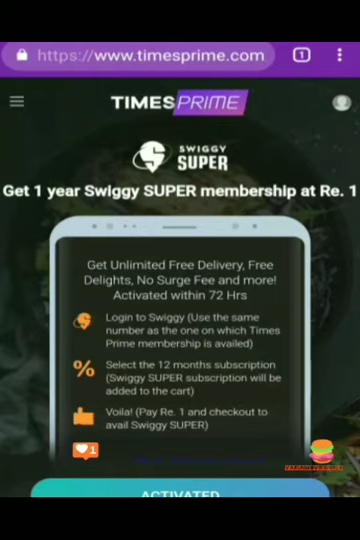 https://www.timesprime.com
1
TIMES PRIME
SWIGGY
SUPER
Get 1 year Swiggy SUPER membership at Re. 1
Get Unlimited Free Delivery, Free
Delights, No Surge Fee and more!
Activated within 72 Hrs
Login to Swiggy (Use the same
number as the one on which Times
Prime membership is availed)
%
Select the 12 months subscription
(Swiggy SUPER subscription will be
added to the cart)
Voila! (Pay Re. 1 and checkout to
avail Swiggy SUPER)
1
ACTIVATED